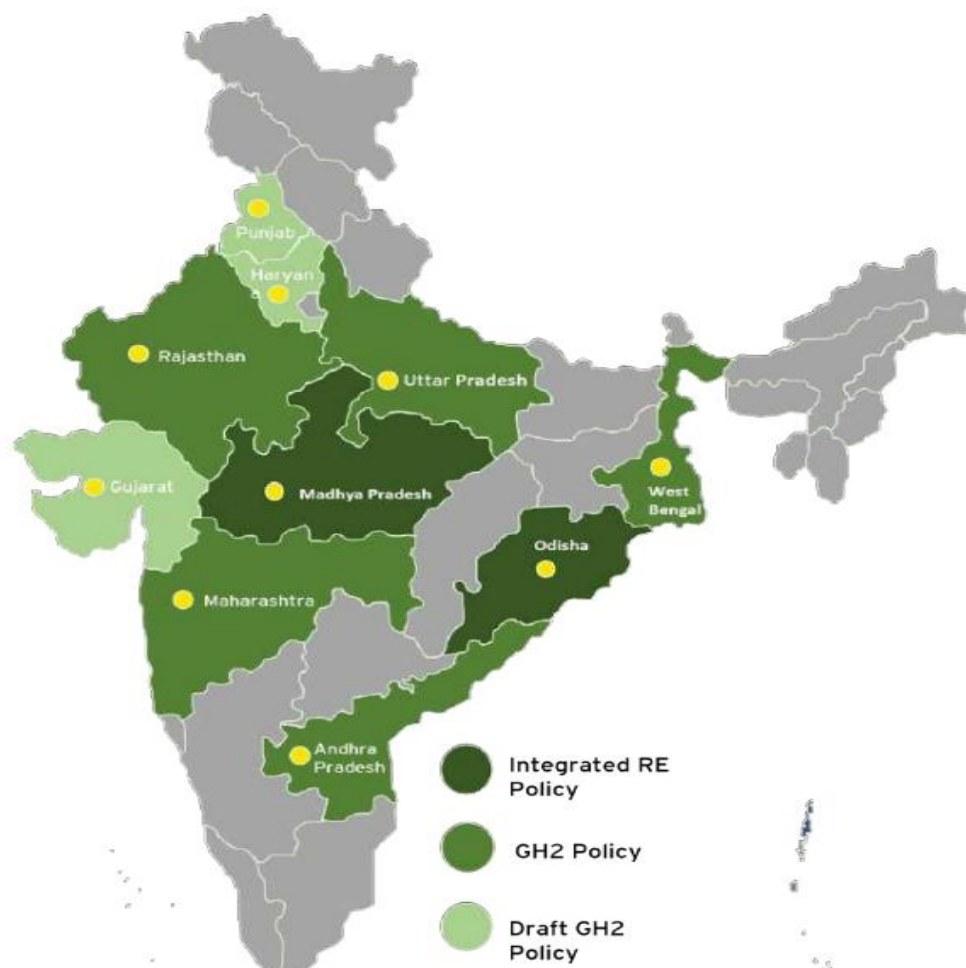 Punjab
Haryan
Rajasthan
Uttar Pradesh
Gujarat
Madhya Pradesh
West
Bengal
Odisha
Maharashtra
Andhra
Pradesh
Integrated RE
Policy
GH2 Policy
Draft GH2
Policy